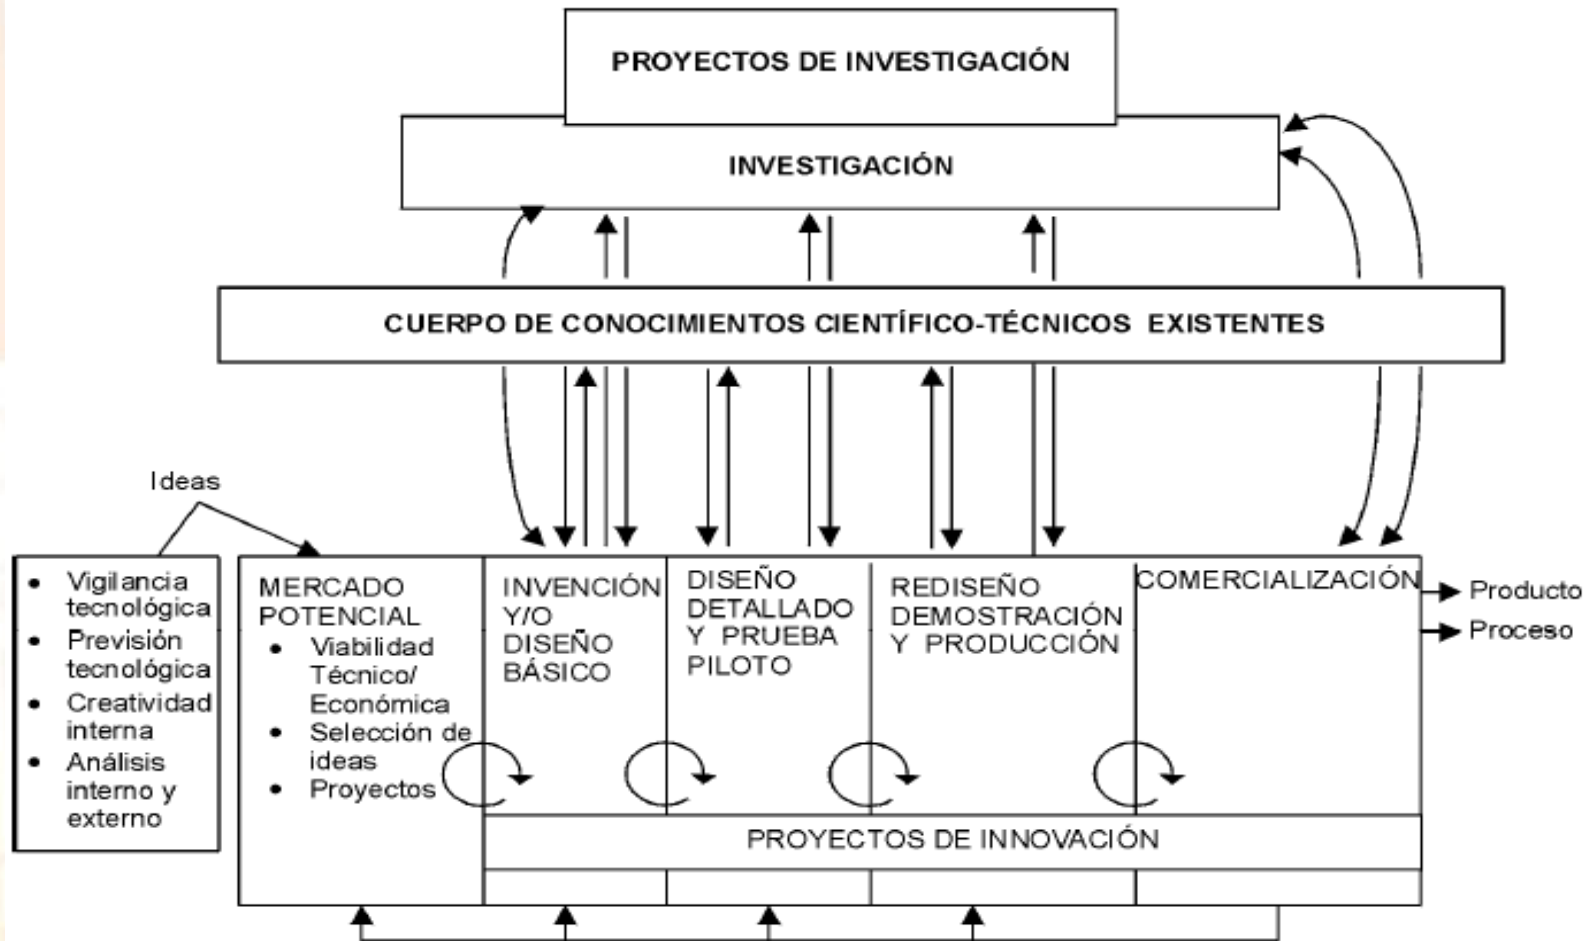 PROYECTOS DE INVESTIGACIÓN
INVESTIGACIÓN
CUERPO DE CONOCIMIENTOS CIENTÍFICO-TÉCNICOS EXISTENTES
Ideas
• Vigilancia
tecnológica
• Previsión
tecnológica
• Creatividad
interna
• Análisis
interno y
externo
MERCADO
POTENCIAL
• Viabilidad
Técnico/
Económica
• Selección de
ideas
• Proyectos
INVENCIÓN
Y/O
DISEÑO
BÁSICO
DISEÑO
DETALLADO
Y PRUEBA
PILOTO
REDISEÑO
DEMOSTRACIÓN
Y PRODUCCIÓN
COMERCIALIZACIÓN
Producto
Proceso
PROYECTOS DE INNOVACIÓN